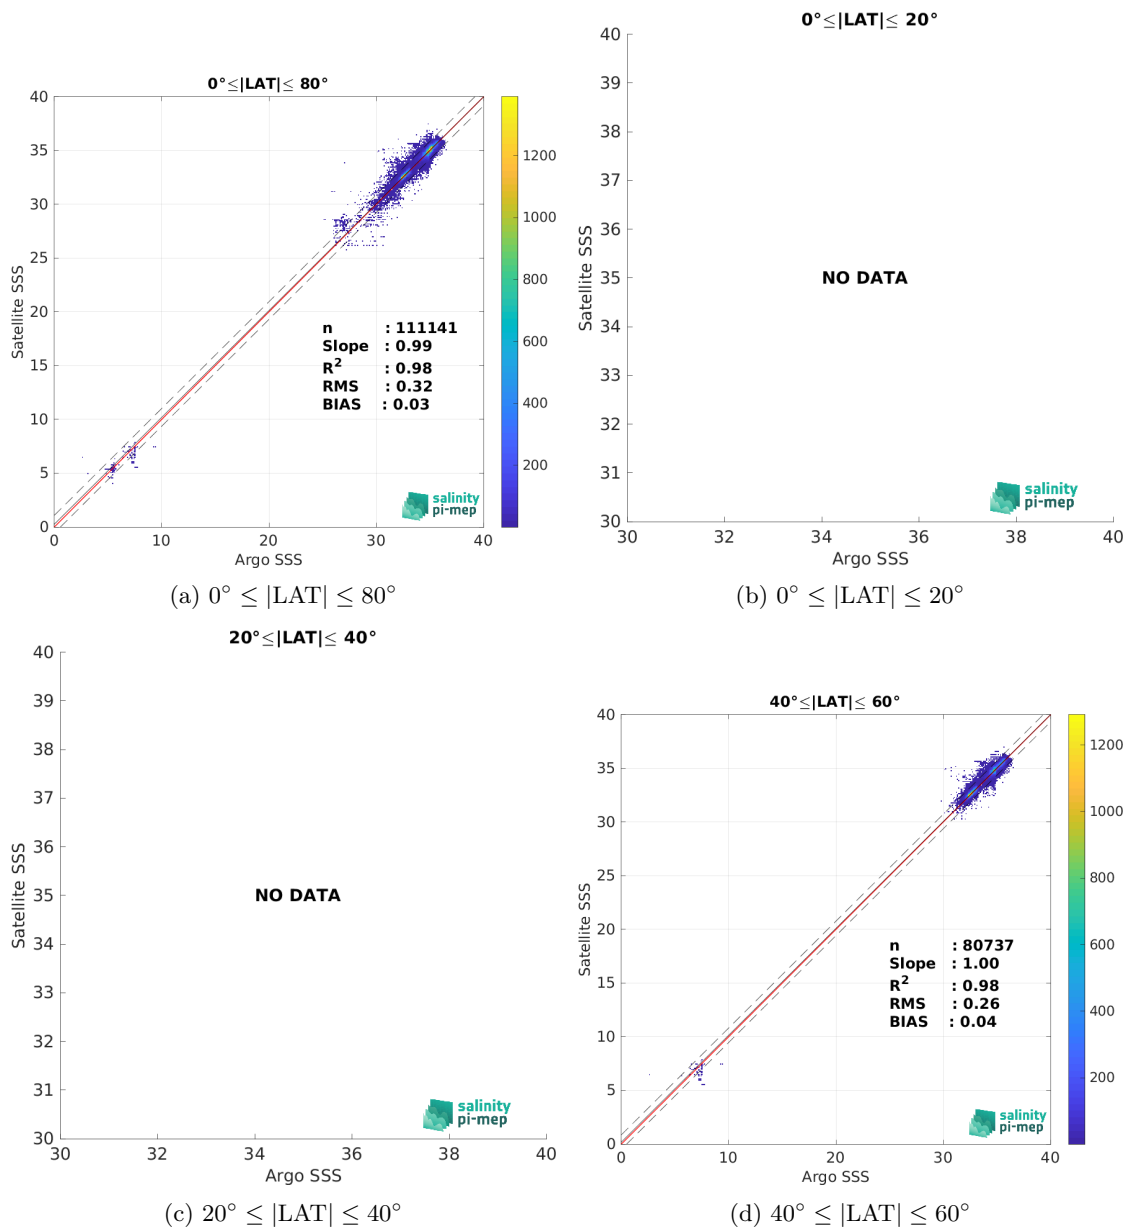 0°≤|LAT|≤ 80°
40
35
30
25
20
15
10
5
0
0
10
20
30
40
Satellite SSS
Argo SSS
n : 111141
Slope : 0.99
R² : 0.98
RMS : 0.32
BIAS : 0.03
1200
1000
800
600
400
200
salinity
pi-mep
(a) 0° ≤ |LAT| ≤ 80°
0°≤|LAT|≤ 20°
40
39
38
37
36
35
34
33
32
31
30
30
32
34
36
38
40
Satellite SSS
Argo SSS
NO DATA
salinity
pi-mep
(b) 0° ≤ |LAT| ≤ 20°
20°≤|LAT|≤ 40°
40
39
38
37
36
35
34
33
32
31
30
30
32
34
36
38
40
Satellite SSS
Argo SSS
NO DATA
salinity
pi-mep
(c) 20° ≤ |LAT| ≤ 40°
40°≤|LAT|≤ 60°
40
35
30
25
20
15
10
5
0
0
10
20
30
40
Satellite SSS
Argo SSS
n : 80737
Slope : 1.00
R² : 0.98
RMS : 0.26
BIAS : 0.04
1200
1000
800
600
400
200
salinity
pi-mep
(d) 40° ≤ |LAT| ≤ 60°